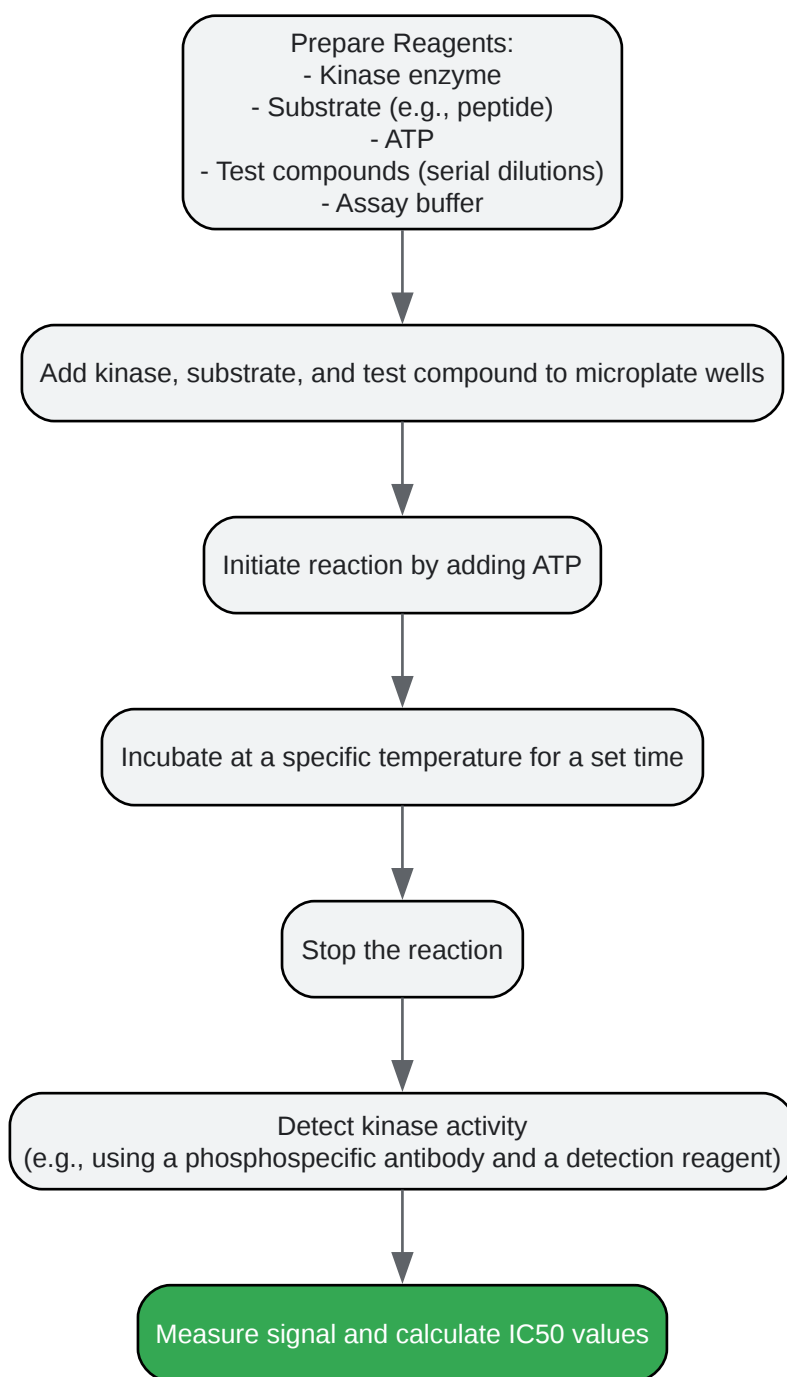 Prepare Reagents:
- Kinase enzyme
- Substrate (e.g., peptide)
- ATP
- Test compounds (serial dilutions)
- Assay buffer
Add kinase, substrate, and test compound to microplate wells
Initiate reaction by adding ATP
Incubate at a specific temperature for a set time
Stop the reaction
Detect kinase activity
(e.g., using a phosphospecific antibody and a detection reagent)
Measure signal and calculate IC50 values